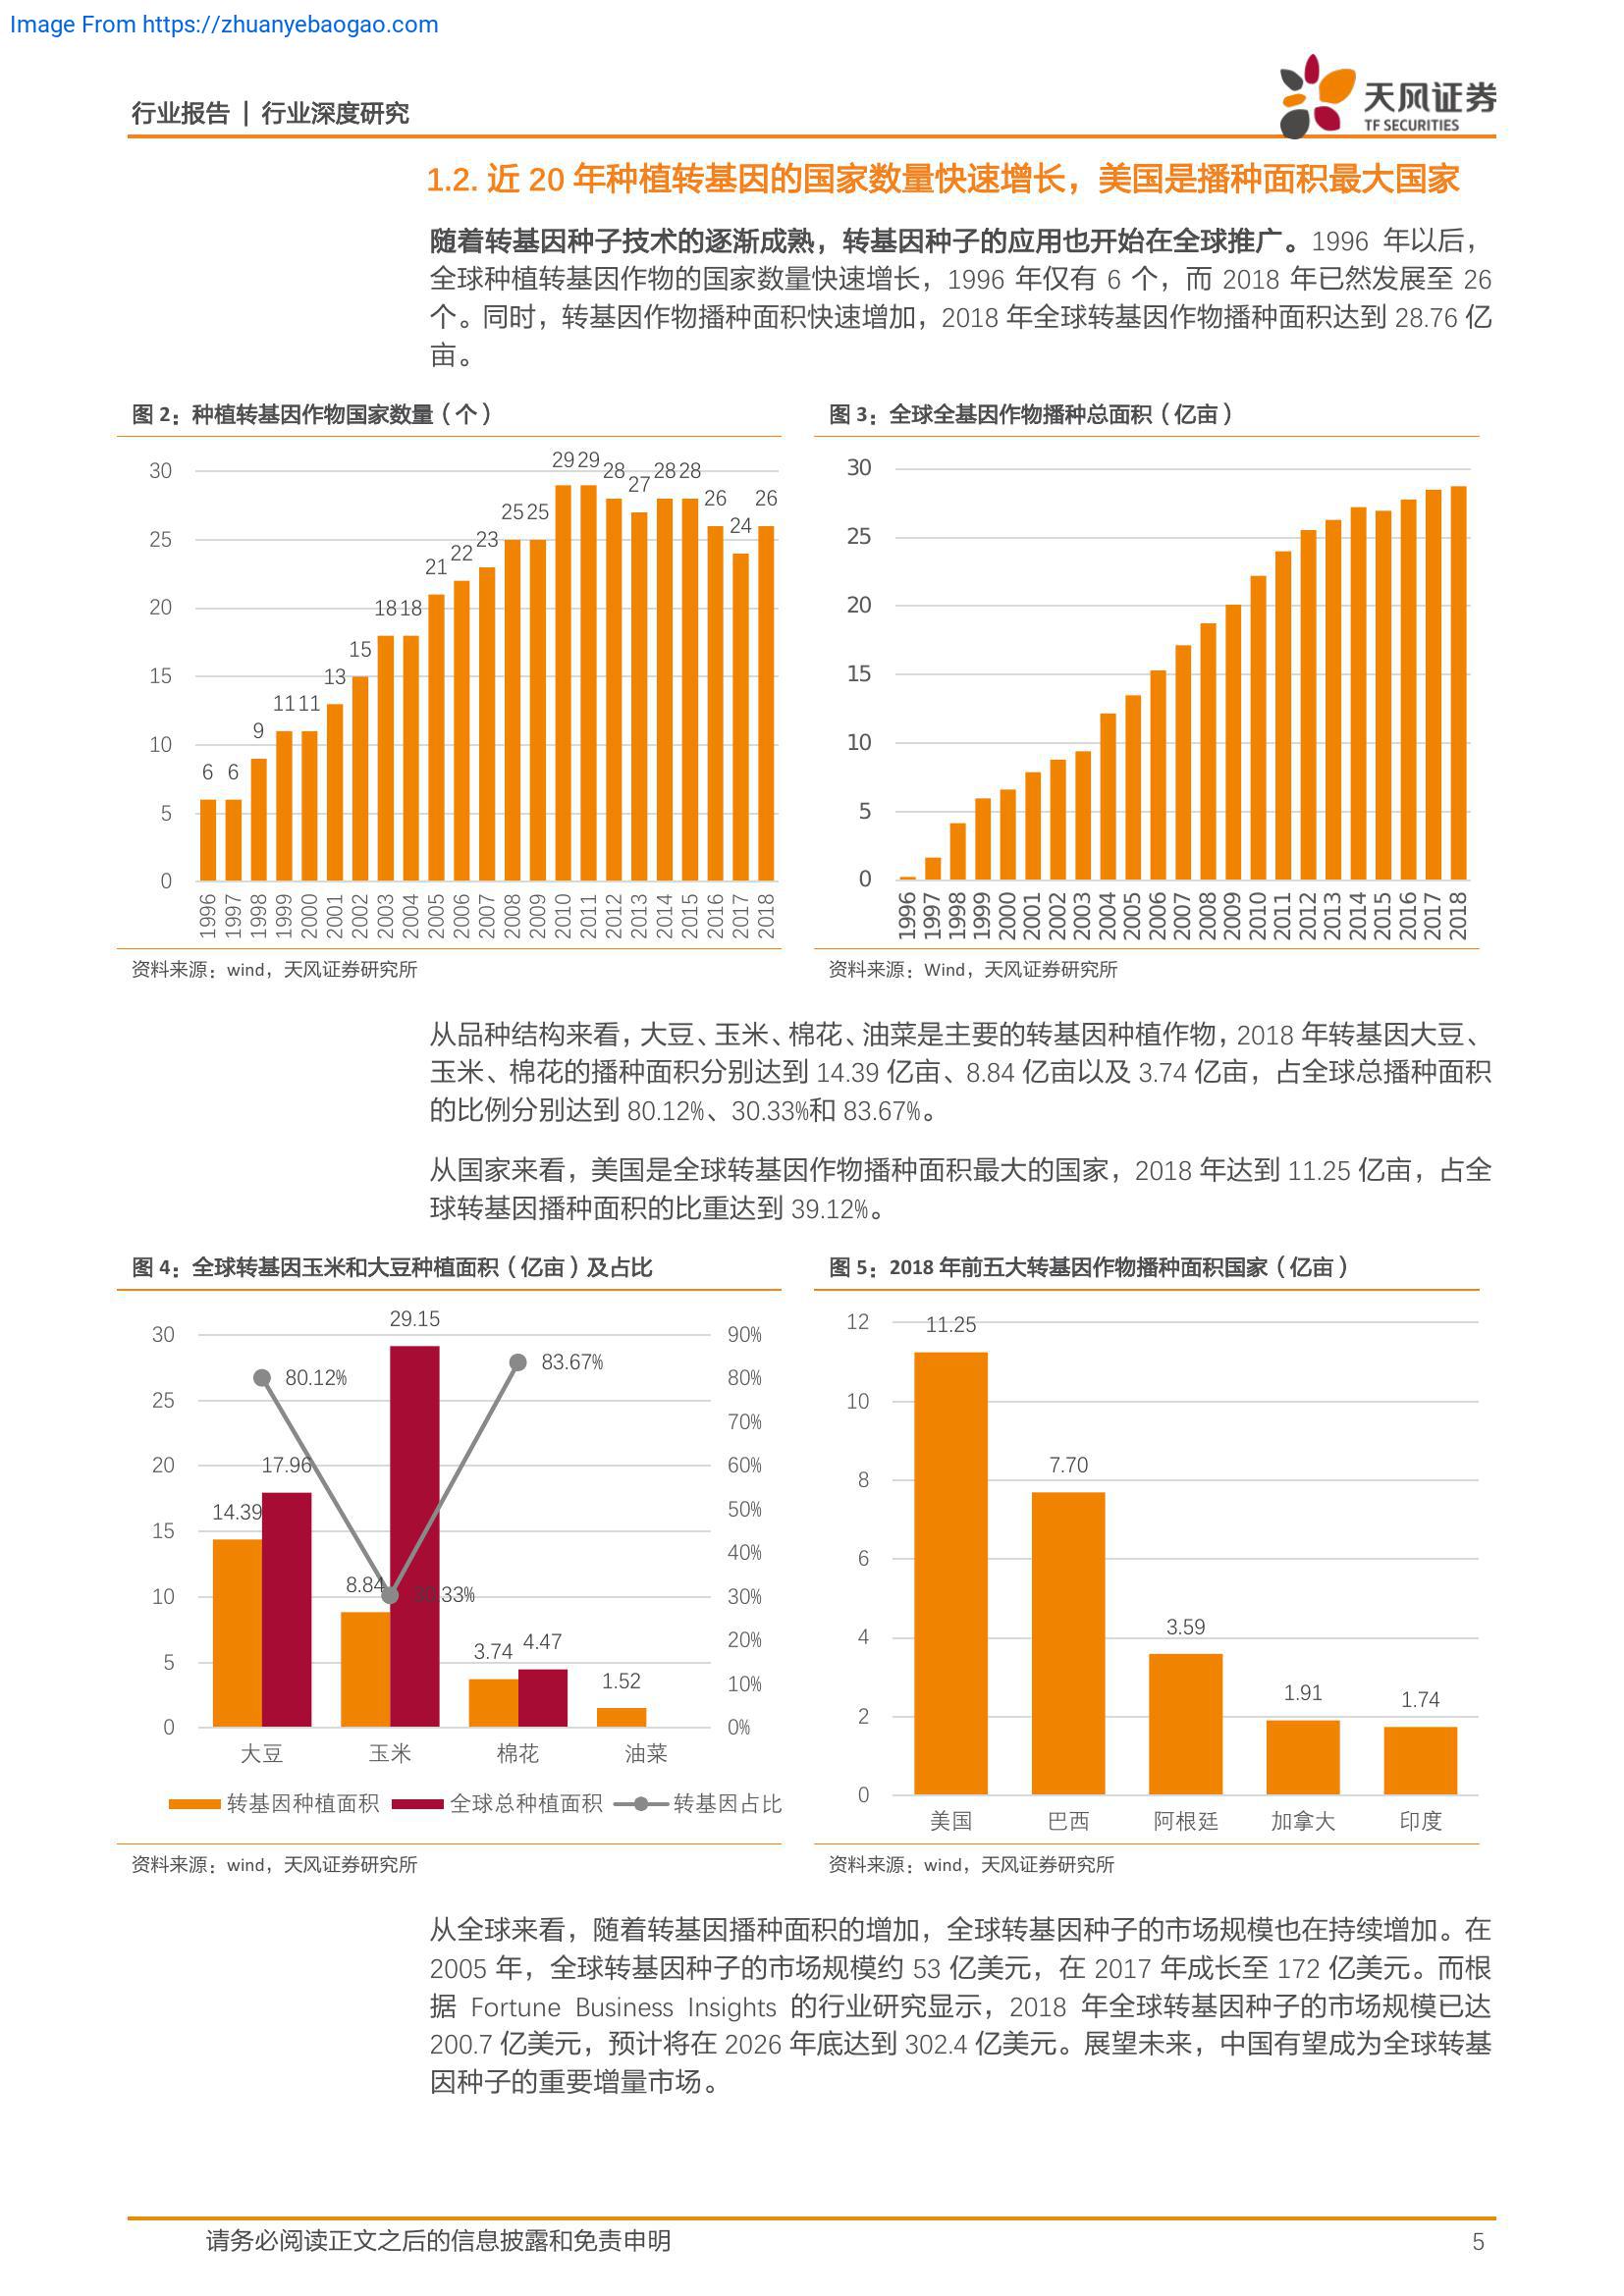 Image From https://zhuanyebaogao.com
行业报告 | 行业深度研究
天风证券
TF SECURITIES
1.2. 近 20 年种植转基因的国家数量快速增长，美国是播种面积最大国家
随着转基因种子技术的逐渐成熟，转基因种子的应用也开始在全球推广。1996 年以后，
全球种植转基因作物的国家数量快速增长，1996 年仅有 6 个，而 2018 年已然发展至 26
个。同时，转基因作物播种面积快速增加，2018 年全球转基因作物播种面积达到 28.76 亿
亩。
图 2：种植转基因作物国家数量（个）
30
25
20
15
10
5
0
6 6 9 11 11 13 15 18 18 21 22 23 25 25 29 29 28 27 28 28 26 24 26
1996 1997 1998 1999 2000 2001 2002 2003 2004 2005 2006 2007 2008 2009 2010 2011 2012 2013 2014 2015 2016 2017 2018
资料来源：wind，天风证券研究所
图 3：全球全基因作物播种总面积（亿亩）
30
25
20
15
10
5
0
1996 1997 1998 1999 2000 2001 2002 2003 2004 2005 2006 2007 2008 2009 2010 2011 2012 2013 2014 2015 2016 2017 2018
资料来源：Wind，天风证券研究所
从品种结构来看，大豆、玉米、棉花、油菜是主要的转基因种植作物，2018 年转基因大豆、
玉米、棉花的播种面积分别达到 14.39 亿亩、8.84 亿亩以及 3.74 亿亩，占全球总播种面积
的比例分别达到 80.12%、30.33%和 83.67%。
从国家来看，美国是全球转基因作物播种面积最大的国家，2018 年达到 11.25 亿亩，占全
球转基因播种面积的比重达到 39.12%。
图 4：全球转基因玉米和大豆种植面积（亿亩）及占比
30
25
20
15
10
5
0
90%
80%
70%
60%
50%
40%
30%
20%
10%
0%
14.39 17.96 80.12%
8.84 29.15 30.33%
3.74 4.47 83.67%
1.52
大豆 玉米 棉花 油菜
转基因种植面积 全球总种植面积 转基因占比
资料来源：wind，天风证券研究所
图 5：2018 年前五大转基因作物播种面积国家（亿亩）
12
10
8
6
4
2
0
11.25 7.70 3.59 1.91 1.74
美国 巴西 阿根廷 加拿大 印度
资料来源：wind，天风证券研究所
从全球来看，随着转基因播种面积的增加，全球转基因种子的市场规模也在持续增加。在
2005 年，全球转基因种子的市场规模约 53 亿美元，在 2017 年成长至 172 亿美元。而根
据 Fortune Business Insights 的行业研究显示，2018 年全球转基因种子的市场规模已达
200.7 亿美元，预计将在 2026 年底达到 302.4 亿美元。展望未来，中国有望成为全球转基
因种子的重要增量市场。
请务必阅读正文之后的信息披露和免责申明
5